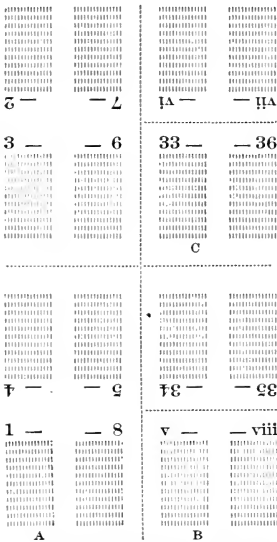 2 — — 7
vi — — vii
3 — — 6
33 — — 36
C
4 — — 5
34 — — 35
1 — — 8
v — — viii
A
B